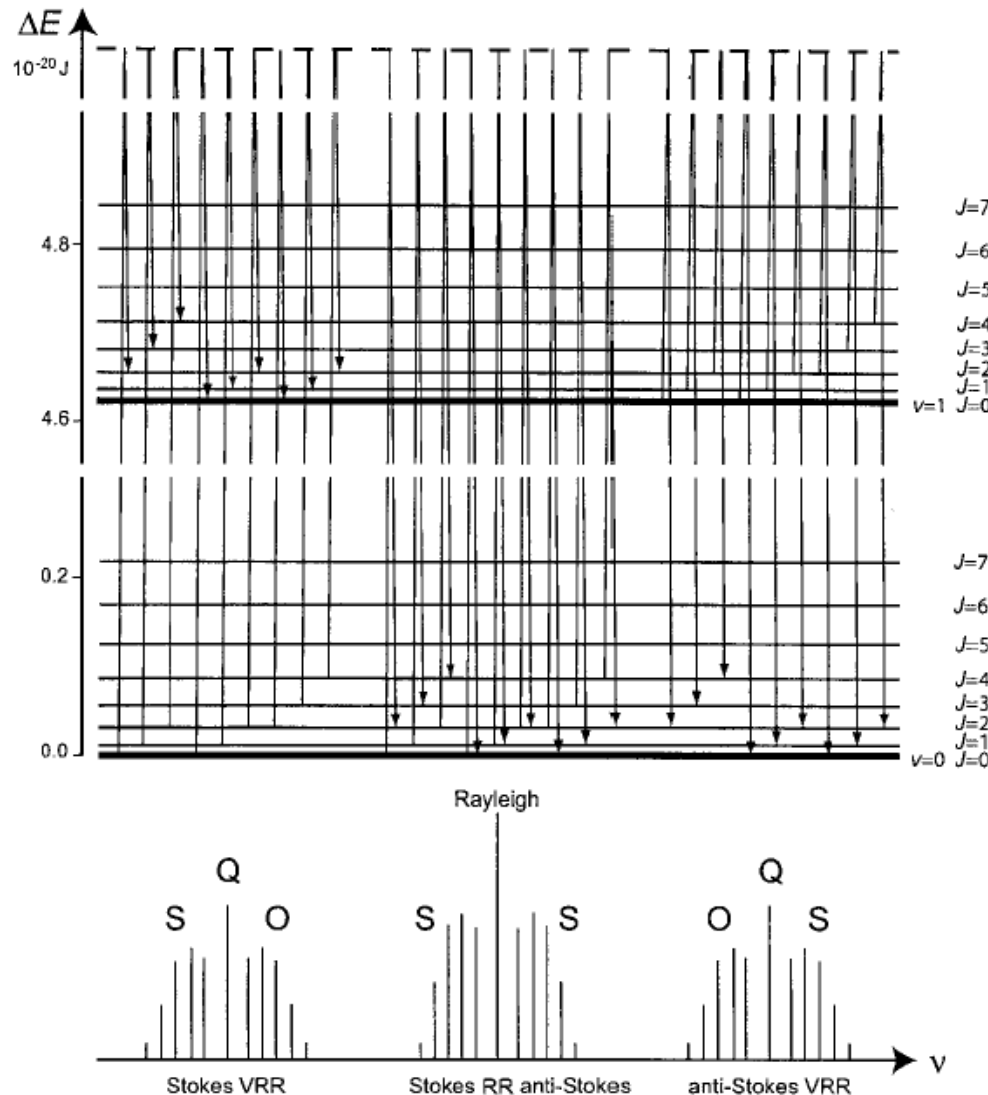 ΔE
10⁻²⁰ J
J=7
4.8
J=6
J=5
J=4
J=3
J=2
J=1
v=1 J=0
4.6
J=7
0.2
J=6
J=5
J=4
J=3
J=2
J=1
0.0
v=0 J=0
Rayleigh
Q
Q
S
O
S
S
O
S
ν
Stokes VRR
Stokes RR anti-Stokes
anti-Stokes VRR